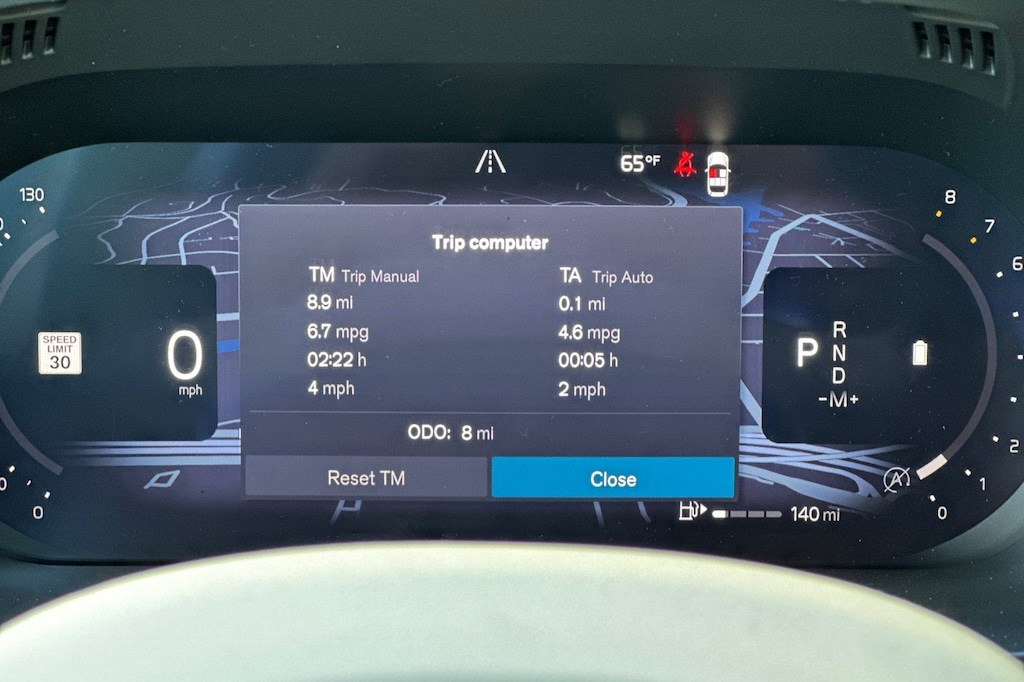 65°F
130
8
7
6
Trip computer
TM Trip Manual
TA Trip Auto
8.9 mi
0.1 mi
6.7 mpg
4.6 mpg
02:22 h
00:05 h
4 mph
2 mph
ODO: 8 mi
Reset TM
Close
SPEED
LIMIT
30
0
mph
P
R
N
D
-M+
A
2
1
0
0
0
140 mi